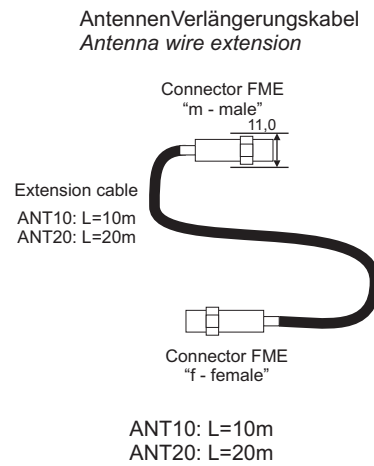 AntennenVerlängerungskabel
Antenna wire extension
Connector FME
“m - male”
11,0
Extension cable
ANT10: L=10m
ANT20: L=20m
Connector FME
“f - female”
ANT10: L=10m
ANT20: L=20m